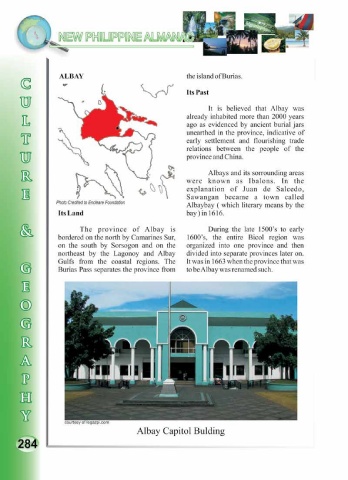 NEW PHILIPPINE ALMANAC
CULTURE
&
GEOGRAPHY
ALBAY
Photo Credited to Enclearn Foundation
Its Land
The province of Albay is
bordered on the north by Camarines Sur,
on the south by Sorsogon and on the
northeast by the Lagonoy and Albay
Gulfs from the coastal regions. The
Burias Pass separates the province from
the island of Burias.
Its Past
It is believed that Albay was
already inhabited more than 2000 years
ago as evidenced by ancient burial jars
unearthed in the province, indicative of
early settlement and flourishing trade
relations between the people of the
province and China.
Albays and its sorrounding areas
were known as Ibalons. In the
explanation of Juan de Salcedo,
Sawangan became a town called
Albaybay ( which literary means by the
bay ) in 1616.
During the late 1500's to early
1600's, the entire Bicol region was
organized into one province and then
divided into separate provinces later on.
It was in 1663 when the province that was
to be Albay was renamed such.
courtesy of
Albay Capitol Bulding
284